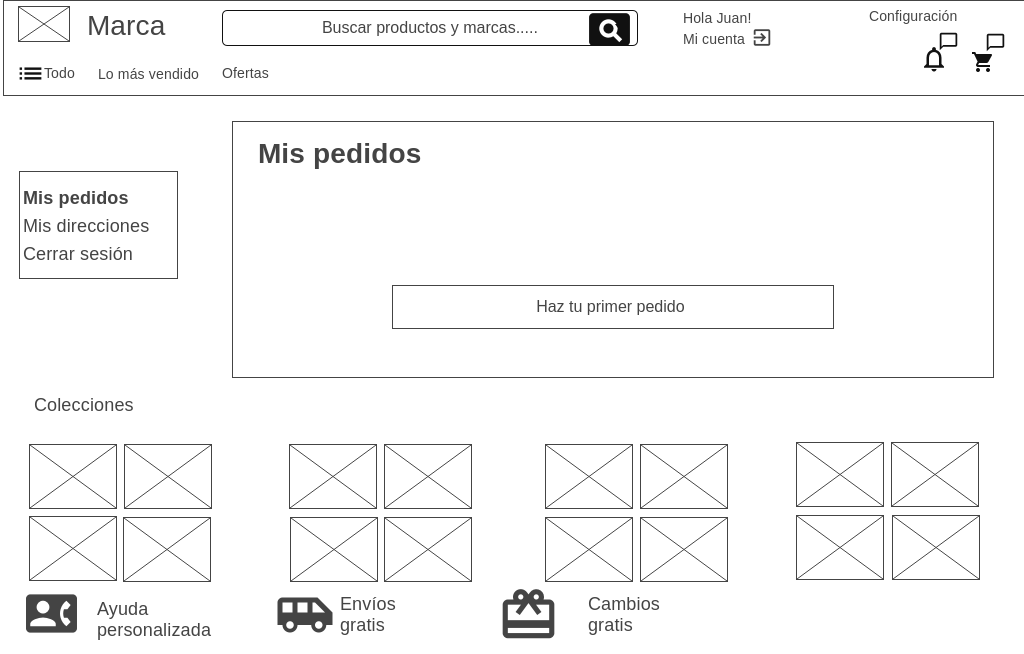 Marca
Buscar productos y marcas.....
Hola Juan!
Mi cuenta
Configuración
Todo
Lo más vendido
Ofertas
Mis pedidos
Mis direcciones
Cerrar sesión
Mis pedidos
Haz tu primer pedido
Colecciones
Ayuda
personalizada
Envíos
gratis
Cambios
gratis